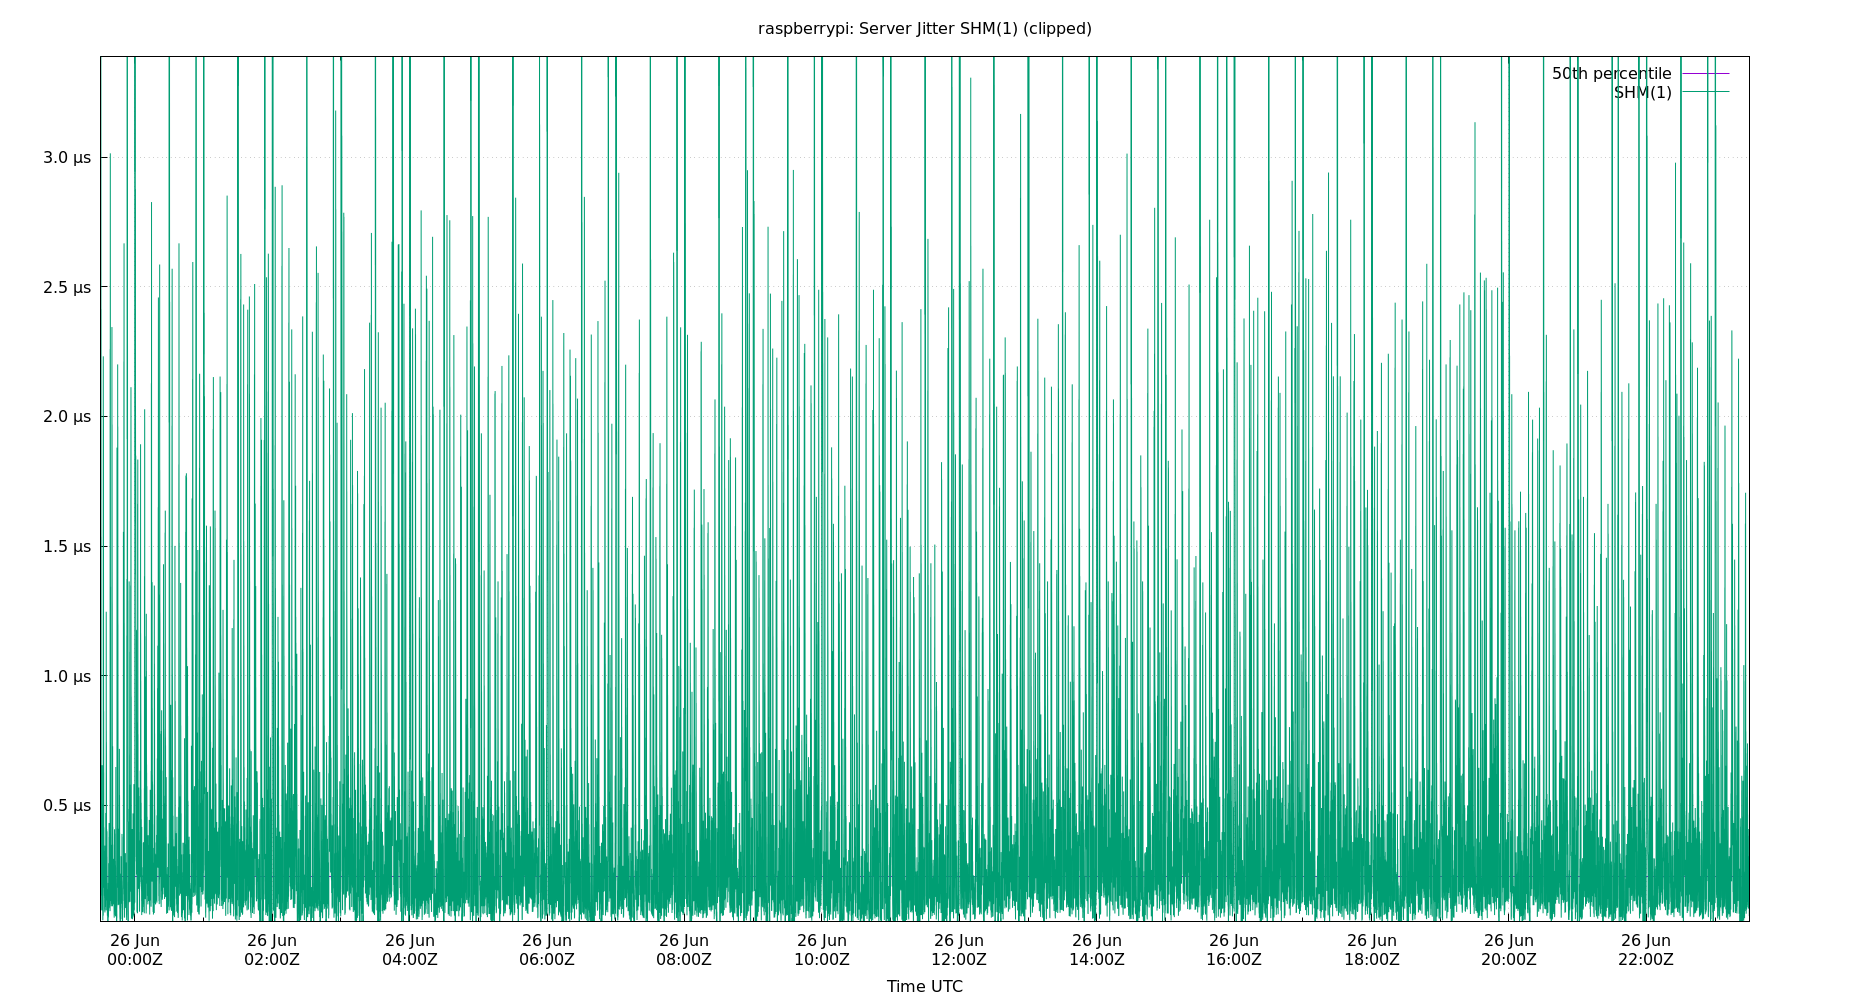 raspberrypi: Server Jitter SHM(1) (clipped)
50th percentile
SHM(1)
3.0 µs
2.5 µs
2.0 µs
1.5 µs
1.0 µs
0.5 µs
26 Jun 26 Jun 26 Jun 26 Jun 26 Jun 26 Jun 26 Jun 26 Jun 26 Jun 26 Jun 26 Jun 26 Jun
00:00Z 02:00Z 04:00Z 06:00Z 08:00Z 10:00Z 12:00Z 14:00Z 16:00Z 18:00Z 20:00Z 22:00Z
Time UTC